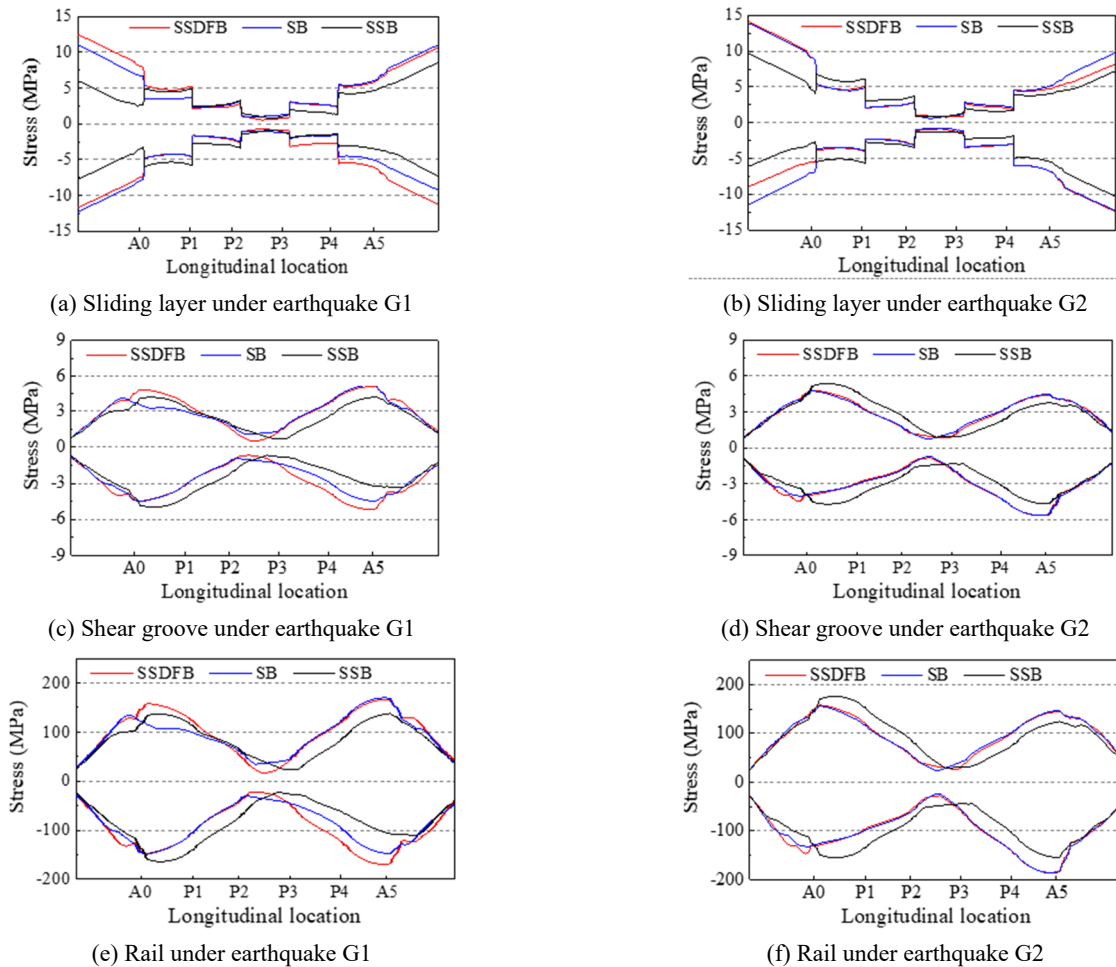 15
10
5
0
-5
-10
-15
Stress (MPa)
SSDFB SB SSB
A0 P1 P2 P3 P4 A5
Longitudinal location
(a) Sliding layer under earthquake G1
15
10
5
0
-5
-10
-15
Stress (MPa)
SSDFB SB SSB
A0 P1 P2 P3 P4 A5
Longitudinal location
(b) Sliding layer under earthquake G2
9
6
3
0
-3
-6
-9
Stress (MPa)
SSDFB SB SSB
A0 P1 P2 P3 P4 A5
Longitudinal location
(c) Shear groove under earthquake G1
9
6
3
0
-3
-6
-9
Stress (MPa)
SSDFB SB SSB
A0 P1 P2 P3 P4 A5
Longitudinal location
(d) Shear groove under earthquake G2
200
100
0
-100
-200
Stress (MPa)
SSDFB SB SSB
A0 P1 P2 P3 P4 A5
Longitudinal location
(e) Rail under earthquake G1
200
100
0
-100
-200
Stress (MPa)
SSDFB SB SSB
A0 P1 P2 P3 P4 A5
Longitudinal location
(f) Rail under earthquake G2